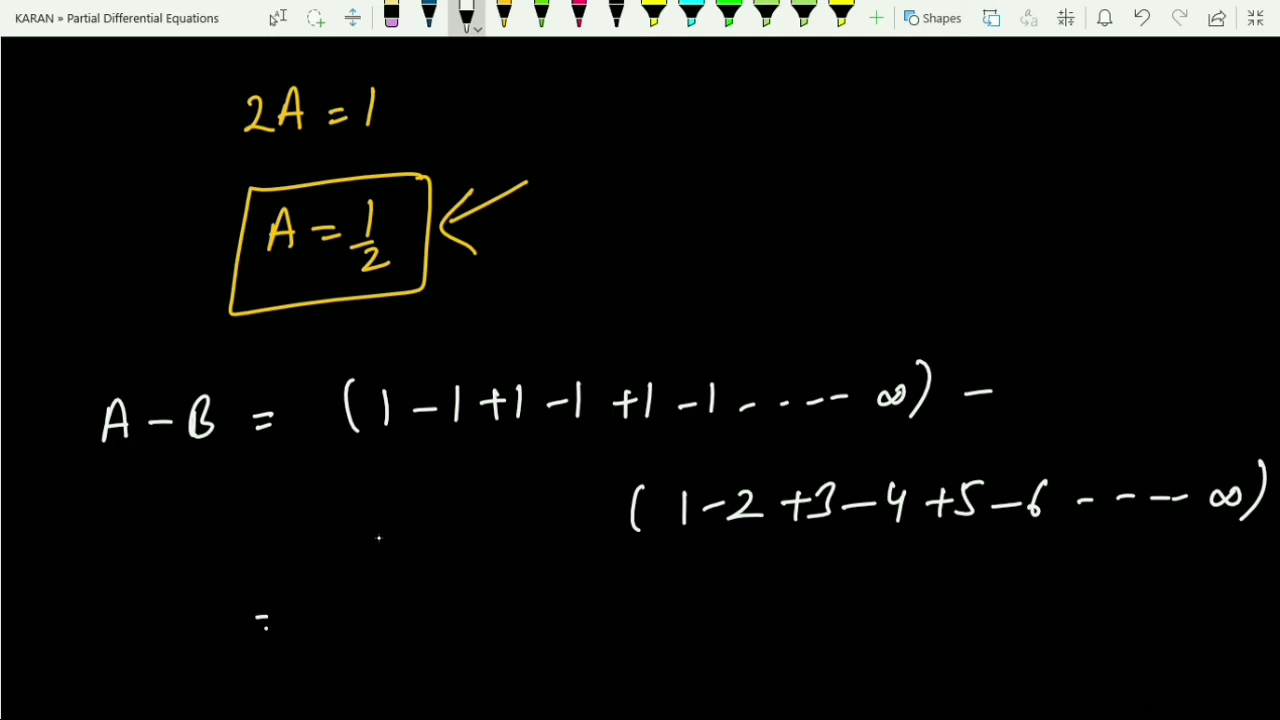 KARAN » Partial Differential Equations
Shapes
2A = 1
A = 1/2
A - B = (1 - 1 + 1 - 1 + 1 - 1 - ---- ∞) -
(1 - 2 + 3 - 4 + 5 - 6 ---- ∞)
=